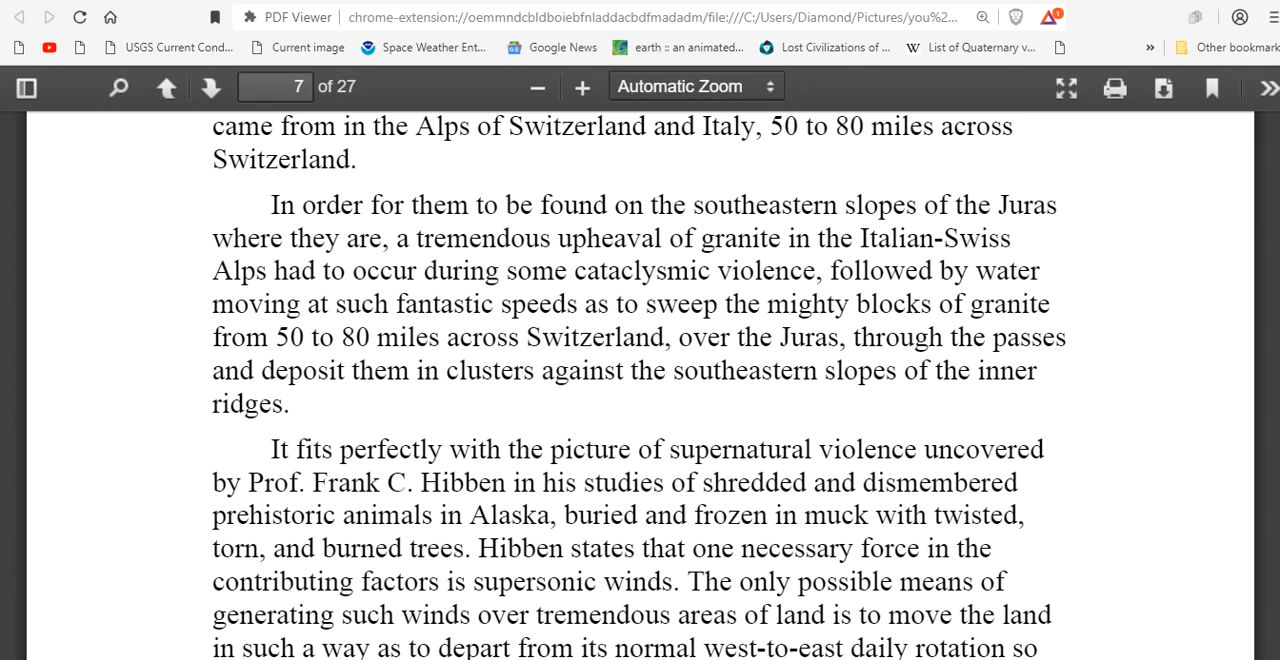 PDF Viewer
chrome-extension://oemmndcbldboiebfnladdacbdfmadadm/file:///C:/Users/Diamond/Pictures/you%2...
1
USGS Current Cond...
Current image
Space Weather Ent...
Google News
earth :: an animated...
Lost Civilizations of ...
W
List of Quaternary v...
»
Other bookmark
7 of 27
Automatic Zoom
came from in the Alps of Switzerland and Italy, 50 to 80 miles across
Switzerland.
In order for them to be found on the southeastern slopes of the Juras
where they are, a tremendous upheaval of granite in the Italian-Swiss
Alps had to occur during some cataclysmic violence, followed by water
moving at such fantastic speeds as to sweep the mighty blocks of granite
from 50 to 80 miles across Switzerland, over the Juras, through the passes
and deposit them in clusters against the southeastern slopes of the inner
ridges.
It fits perfectly with the picture of supernatural violence uncovered
by Prof. Frank C. Hibben in his studies of shredded and dismembered
prehistoric animals in Alaska, buried and frozen in muck with twisted,
torn, and burned trees. Hibben states that one necessary force in the
contributing factors is supersonic winds. The only possible means of
generating such winds over tremendous areas of land is to move the land
in such a way as to depart from its normal west-to-east daily rotation so